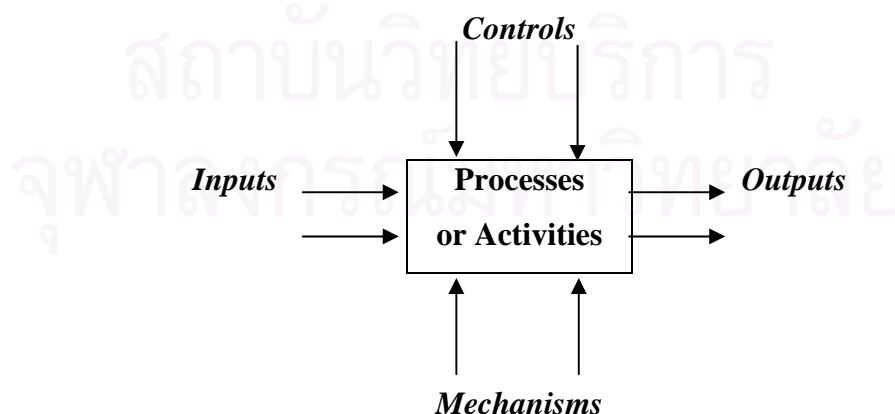 Controls
สถาบันวิทยบริการ
Inputs
Processes
Outputs
จุฬาลงกรณ์มหาวิทยาลัย
or Activities
Mechanisms